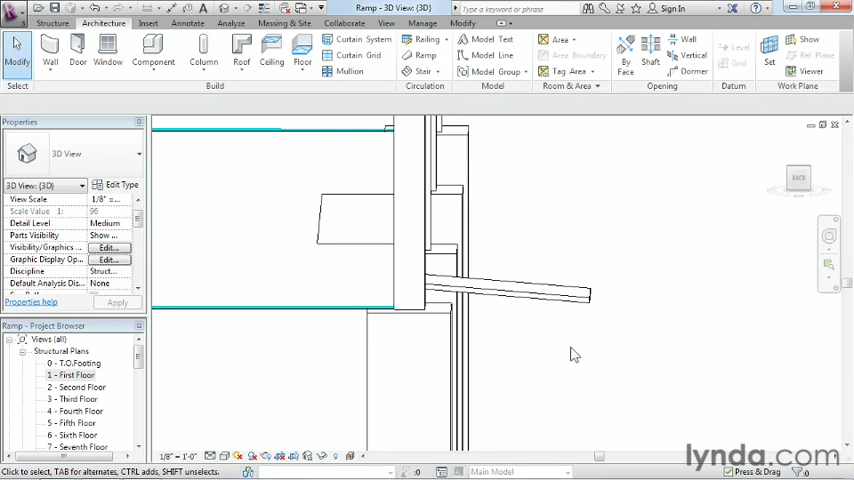 Ramp - 3D View: {3D}
Type a keyword or phrase
Sign In
Structure Architecture Insert Annotate Analyze Massing & Site Collaborate View Manage Modify
Modify
Wall
Door
Window
Component
Column
Roof
Ceiling
Floor
Curtain System
Curtain Grid
Mullion
Railing
Ramp
Stair
Model Text
Model Line
Model Group
Area
Area Boundary
Tag Area
By
Face
Shaft
Wall
Vertical
Dormer
Level
Grid
Set
Show
Ref Plane
Viewer
Select
Build
Circulation
Model
Room & Area
Opening
Datum
Work Plane
Properties
3D View
3D View: {3D}
Edit Type
View Scale 1/8" =...
Scale Value 1: 96
Detail Level Medium
Parts Visibility Show ...
Visibility/Graphics ... Edit...
Graphic Display Op... Edit...
Discipline Struct...
Default Analysis Dis... None
Properties help
Apply
Ramp - Project Browser
Views (all)
Structural Plans
0 - T.O.Footing
1 - First Floor
2 - Second Floor
3 - Third Floor
4 - Fourth Floor
5 - Fifth Floor
6 - Sixth Floor
7 - Seventh Floor
BACK
1/8" = 1'-0"
Click to select, TAB for alternates, CTRL adds, SHIFT unselects.
:0
Main Model
Press & Drag
:0
lynda.com